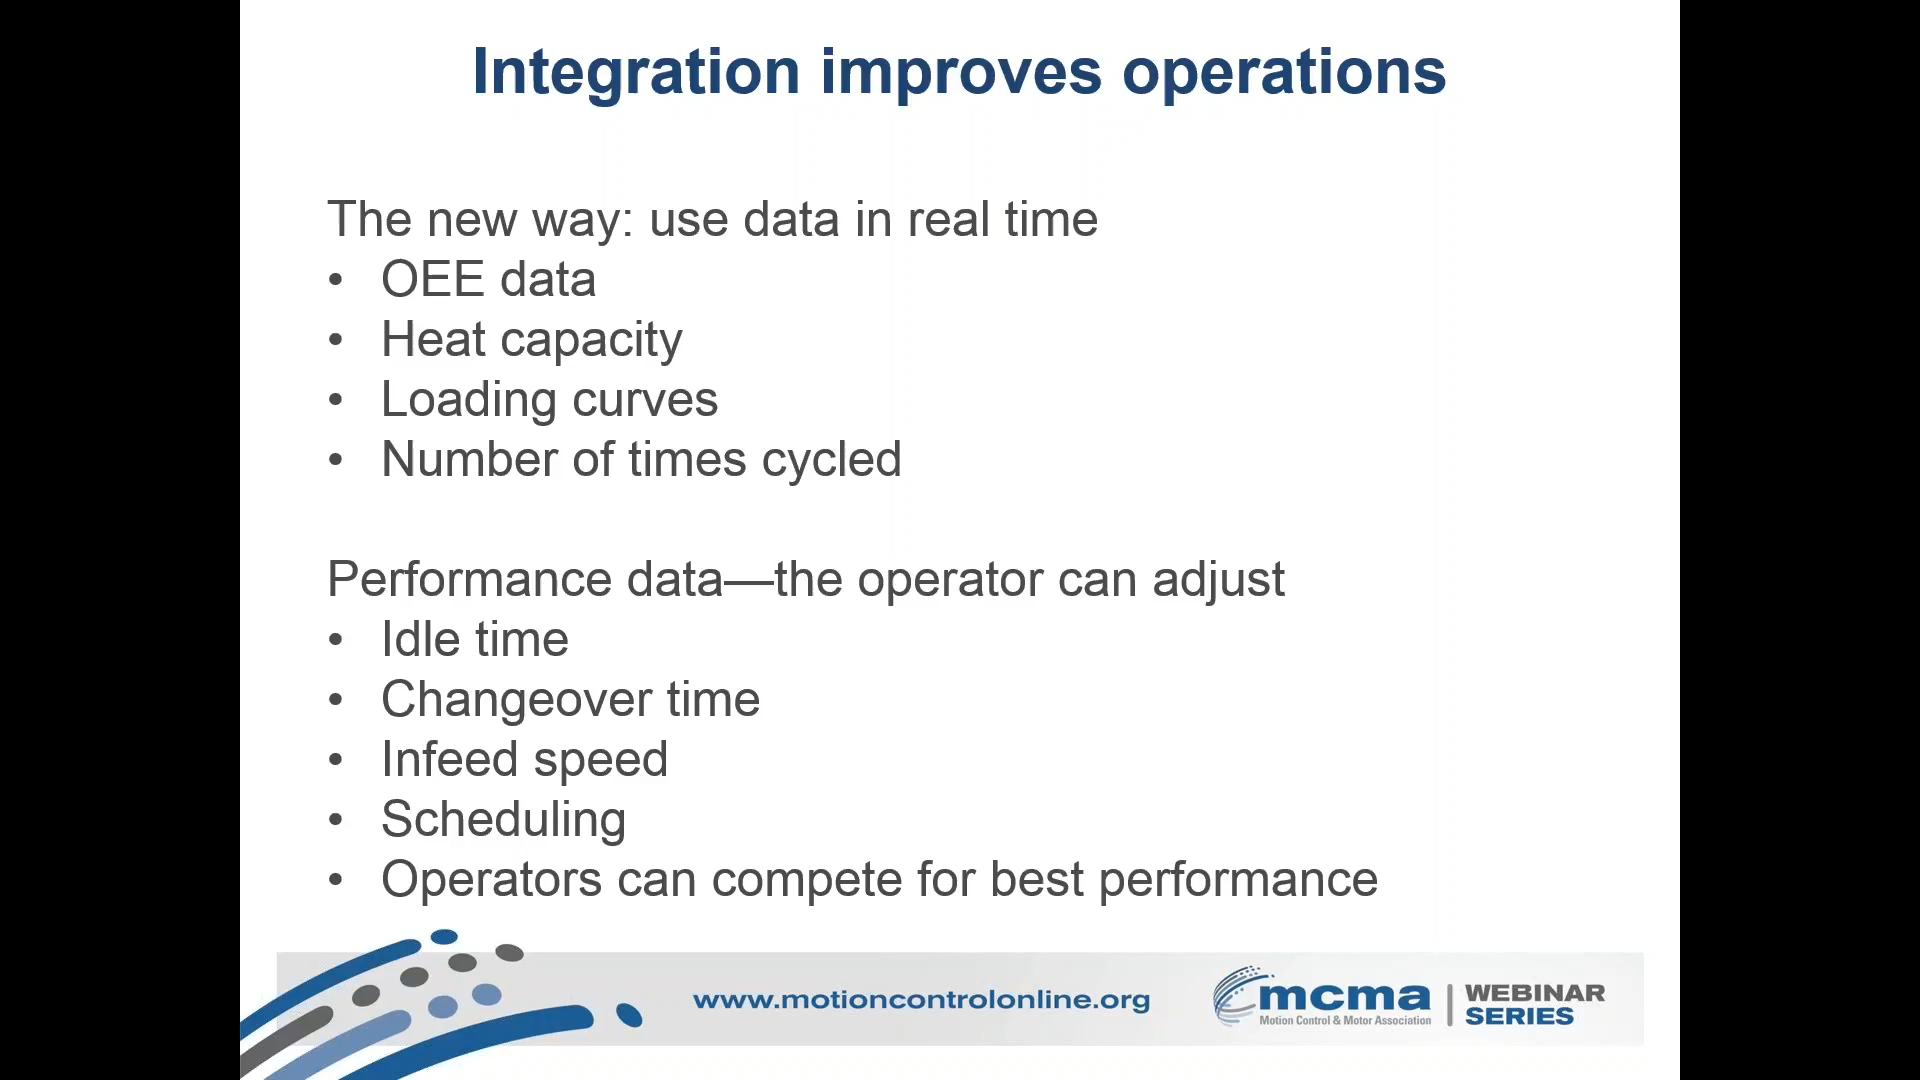 Integration improves operations
The new way: use data in real time
• OEE data
• Heat capacity
• Loading curves
• Number of times cycled
Performance data—the operator can adjust
• Idle time
• Changeover time
• Infeed speed
• Scheduling
• Operators can compete for best performance
www.motioncontrolonline.org
mcma
Motion Control & Motor Association
WEBINAR
SERIES